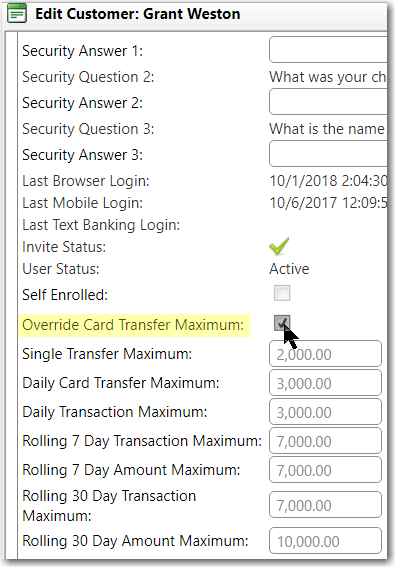 Edit Customer: Grant Weston
Security Answer 1:
Security Question 2: What was your ch
Security Answer 2:
Security Question 3: What is the name
Security Answer 3:
Last Browser Login: 10/1/2018 2:04:30
Last Mobile Login: 10/6/2017 12:09:5
Last Text Banking Login:
Invite Status:
User Status: Active
Self Enrolled:
Override Card Transfer Maximum:
Single Transfer Maximum: 2,000.00
Daily Card Transfer Maximum: 3,000.00
Daily Transaction Maximum: 3,000.00
Rolling 7 Day Transaction Maximum: 7,000.00
Rolling 7 Day Amount Maximum: 7,000.00
Rolling 30 Day Transaction
Maximum: 7,000.00
Rolling 30 Day Amount Maximum: 10,000.00